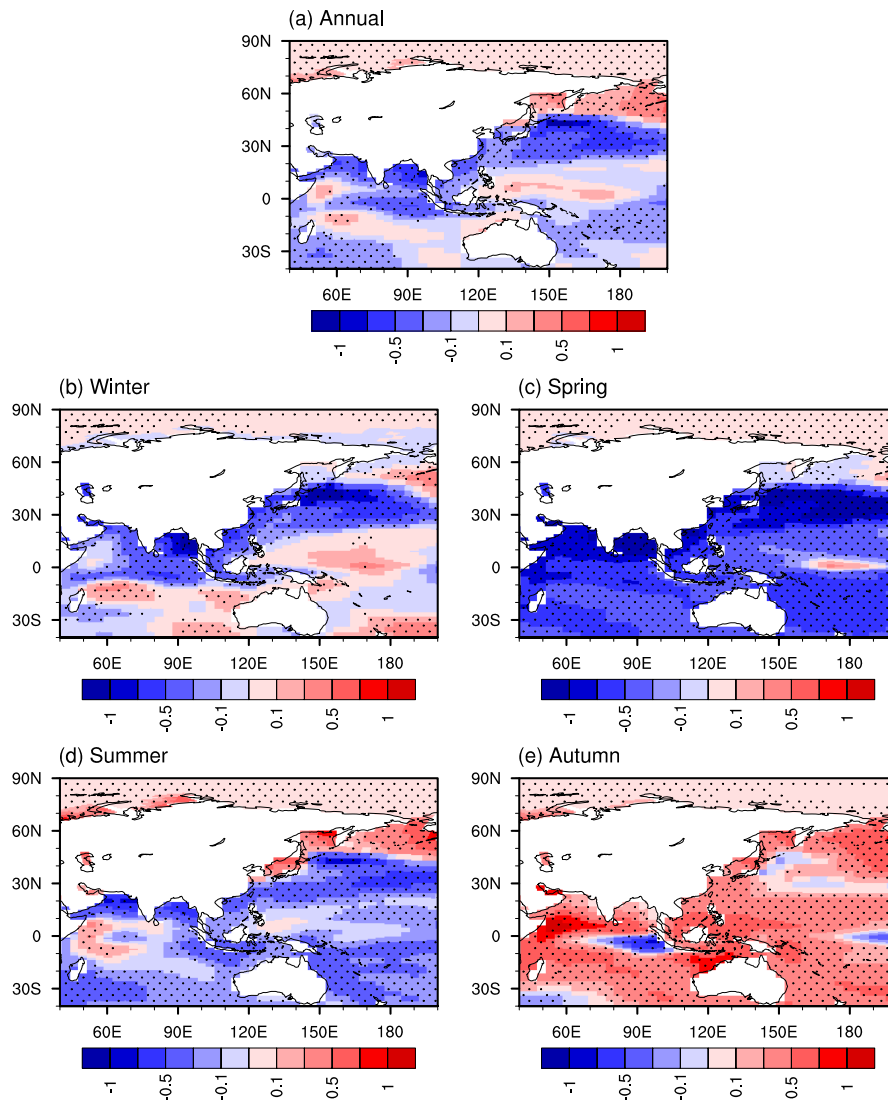 (a) Annual
90N
60N
30N
0
30S
60E 90E 120E 150E 180
-1 -0.5 -0.1 0.1 0.5 1
(b) Winter
90N
60N
30N
0
30S
60E 90E 120E 150E 180
-1 -0.5 -0.1 0.1 0.5 1
(c) Spring
90N
60N
30N
0
30S
60E 90E 120E 150E 180
-1 -0.5 -0.1 0.1 0.5 1
(d) Summer
90N
60N
30N
0
30S
60E 90E 120E 150E 180
-1 -0.5 -0.1 0.1 0.5 1
(e) Autumn
90N
60N
30N
0
30S
60E 90E 120E 150E 180
-1 -0.5 -0.1 0.1 0.5 1